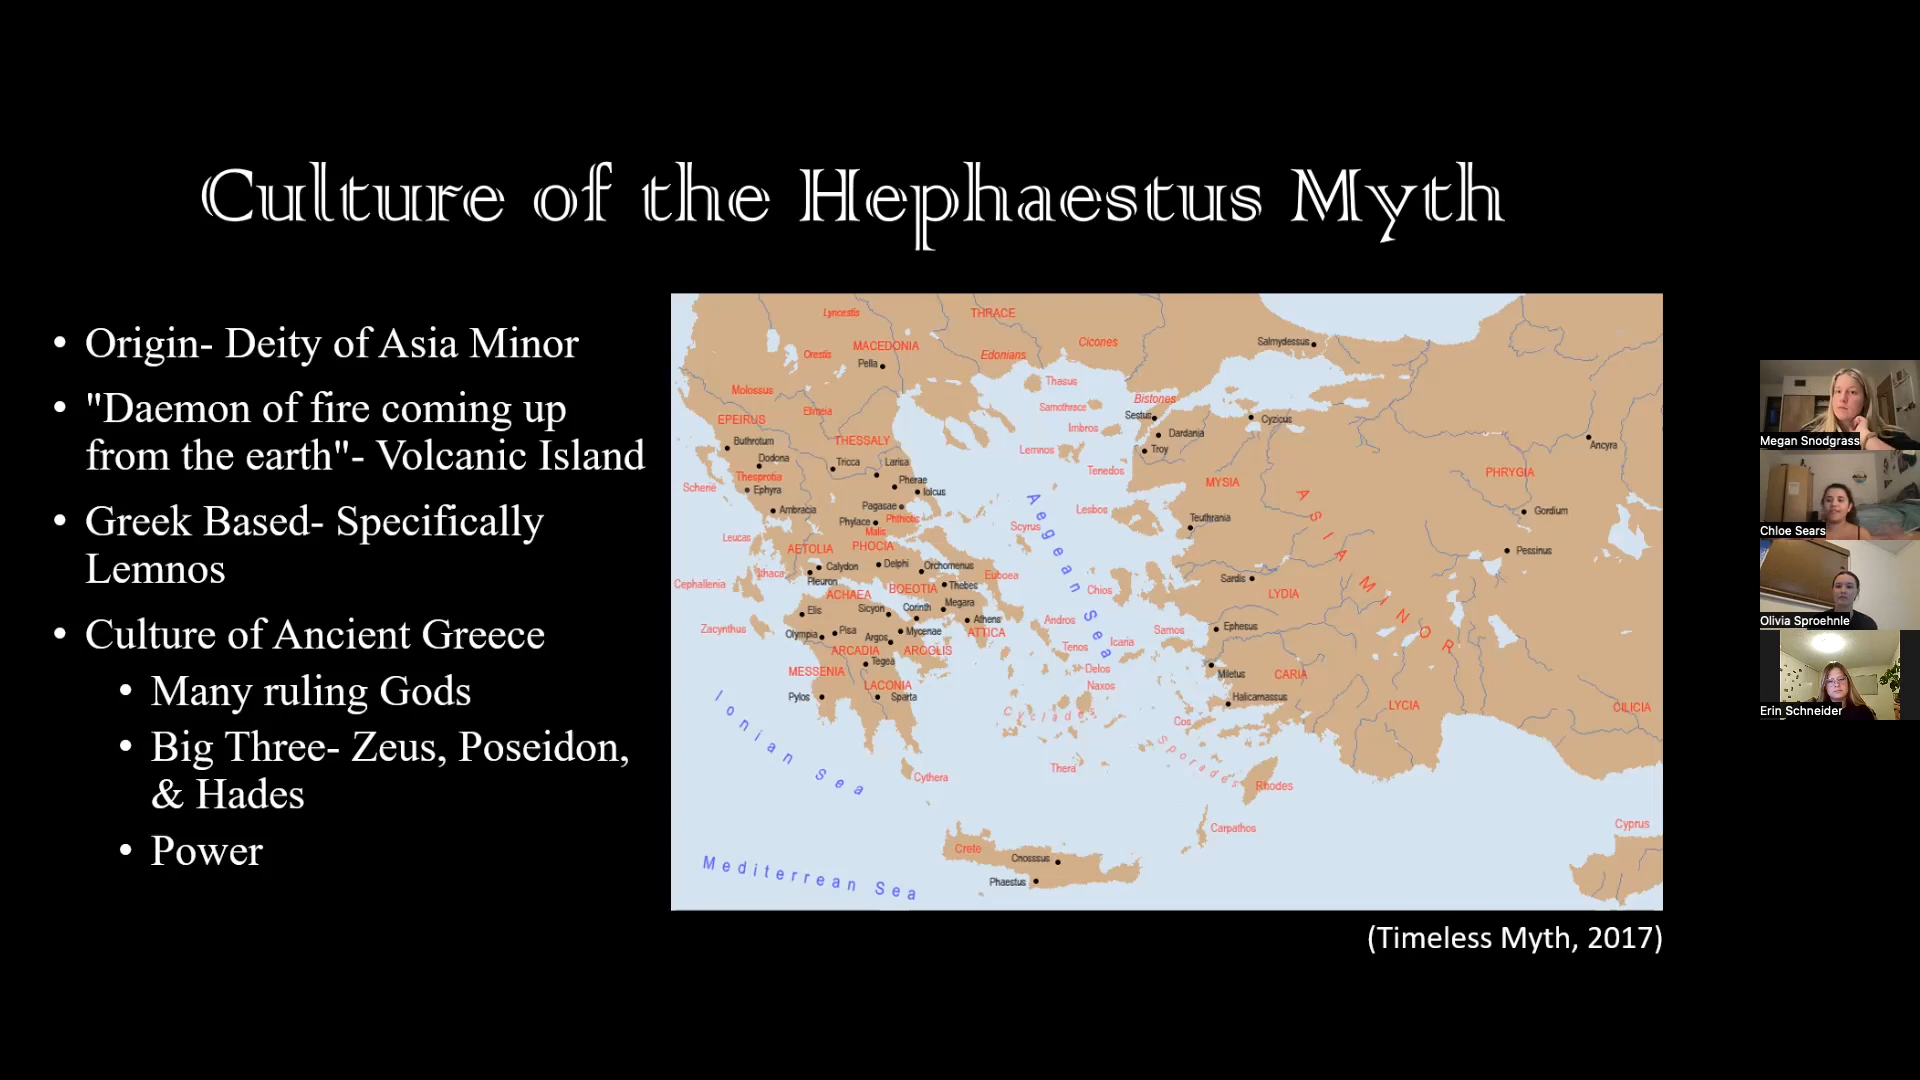 Culture of the Hephaestus Myth
• Origin- Deity of Asia Minor
• "Daemon of fire coming up
from the earth"- Volcanic Island
• Greek Based- Specifically
Lemnos
• Culture of Ancient Greece
• Many ruling Gods
• Big Three- Zeus, Poseidon,
& Hades
• Power
Lyncestis
THRACE
Salmydessus
MACEDONIA
Cicones
Orestis
Edonians
Pella
Thasus
Molossus
Bistones
Samothrace
Elimeia
Sestus
EPEIRUS
Cyzicus
Imbros
Dardania
Buthrotum
THESSALY
Ancyra
Lemnos
Troy
Dodona
Tricca
Larisa
Tenedos
PHRYGIA
Thesprotia
Pherae
MYSIA
Scherie
Ephyra
Iolcus
Pagasae
Ambracia
Lesbos
Gordium
Phylace
Phthiotis
Teuthrania
Malis
Scyrus
Leucas
AETOLIA
PHOCIA
Pessinus
Aegean Sea
ASIA MINOR
Calydon
Delphi
Orchomenus
Ithaca
Pleuron
Euboea
Sardis
Cephallenia
BOEOTIA
Thebes
Chios
LYDIA
ACHAEA
Elis
Sicyon
Corinth
Megara
Athens
Andros
Zacynthus
Olympia
Pisa
Argos
Mycenae
ATTICA
Samos
Ephesus
Icaria
Tenos
ARCADIA
AROGLIS
Tegea
Delos
MESSENIA
Miletus
CARIA
LACONIA
Naxos
Pylos
Sparta
Halicarnassus
LYCIA
CILICIA
Cyclades
Cos
Ionian Sea
Sporades
Thera
Cythera
Rhodes
Carpathos
Cyprus
Crete
Cnosssus
Mediterrean Sea
Phaestus
(Timeless Myth, 2017)
Megan Snodgrass
Chloe Sears
Olivia Sproehnle
Erin Schneider